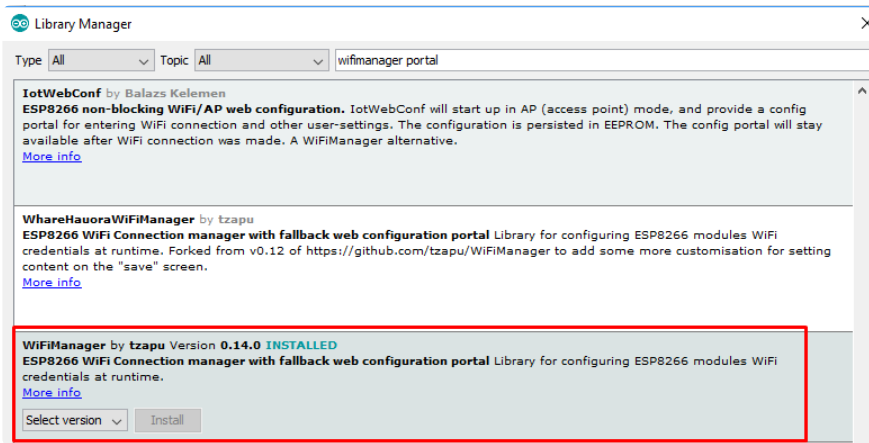 Library Manager
Type All Topic All wifimanager portal
IotWebConf by Balazs Kelemen
ESP8266 non-blocking WiFi/AP web configuration. IotWebConf will start up in AP (access point) mode, and provide a config
portal for entering WiFi connection and other user-settings. The configuration is persisted in EEPROM. The config portal will stay
available after WiFi connection was made. A WiFiManager alternative.
More info
WhareHauoraWiFiManager by tzapu
ESP8266 WiFi Connection manager with fallback web configuration portal Library for configuring ESP8266 modules WiFi
credentials at runtime. Forked from v0.12 of https://github.com/tzapu/WiFiManager to add some more customisation for setting
content on the "save" screen.
More info
WiFiManager by tzapu Version 0.14.0 INSTALLED
ESP8266 WiFi Connection manager with fallback web configuration portal Library for configuring ESP8266 modules WiFi
credentials at runtime.
More info
Select version Install